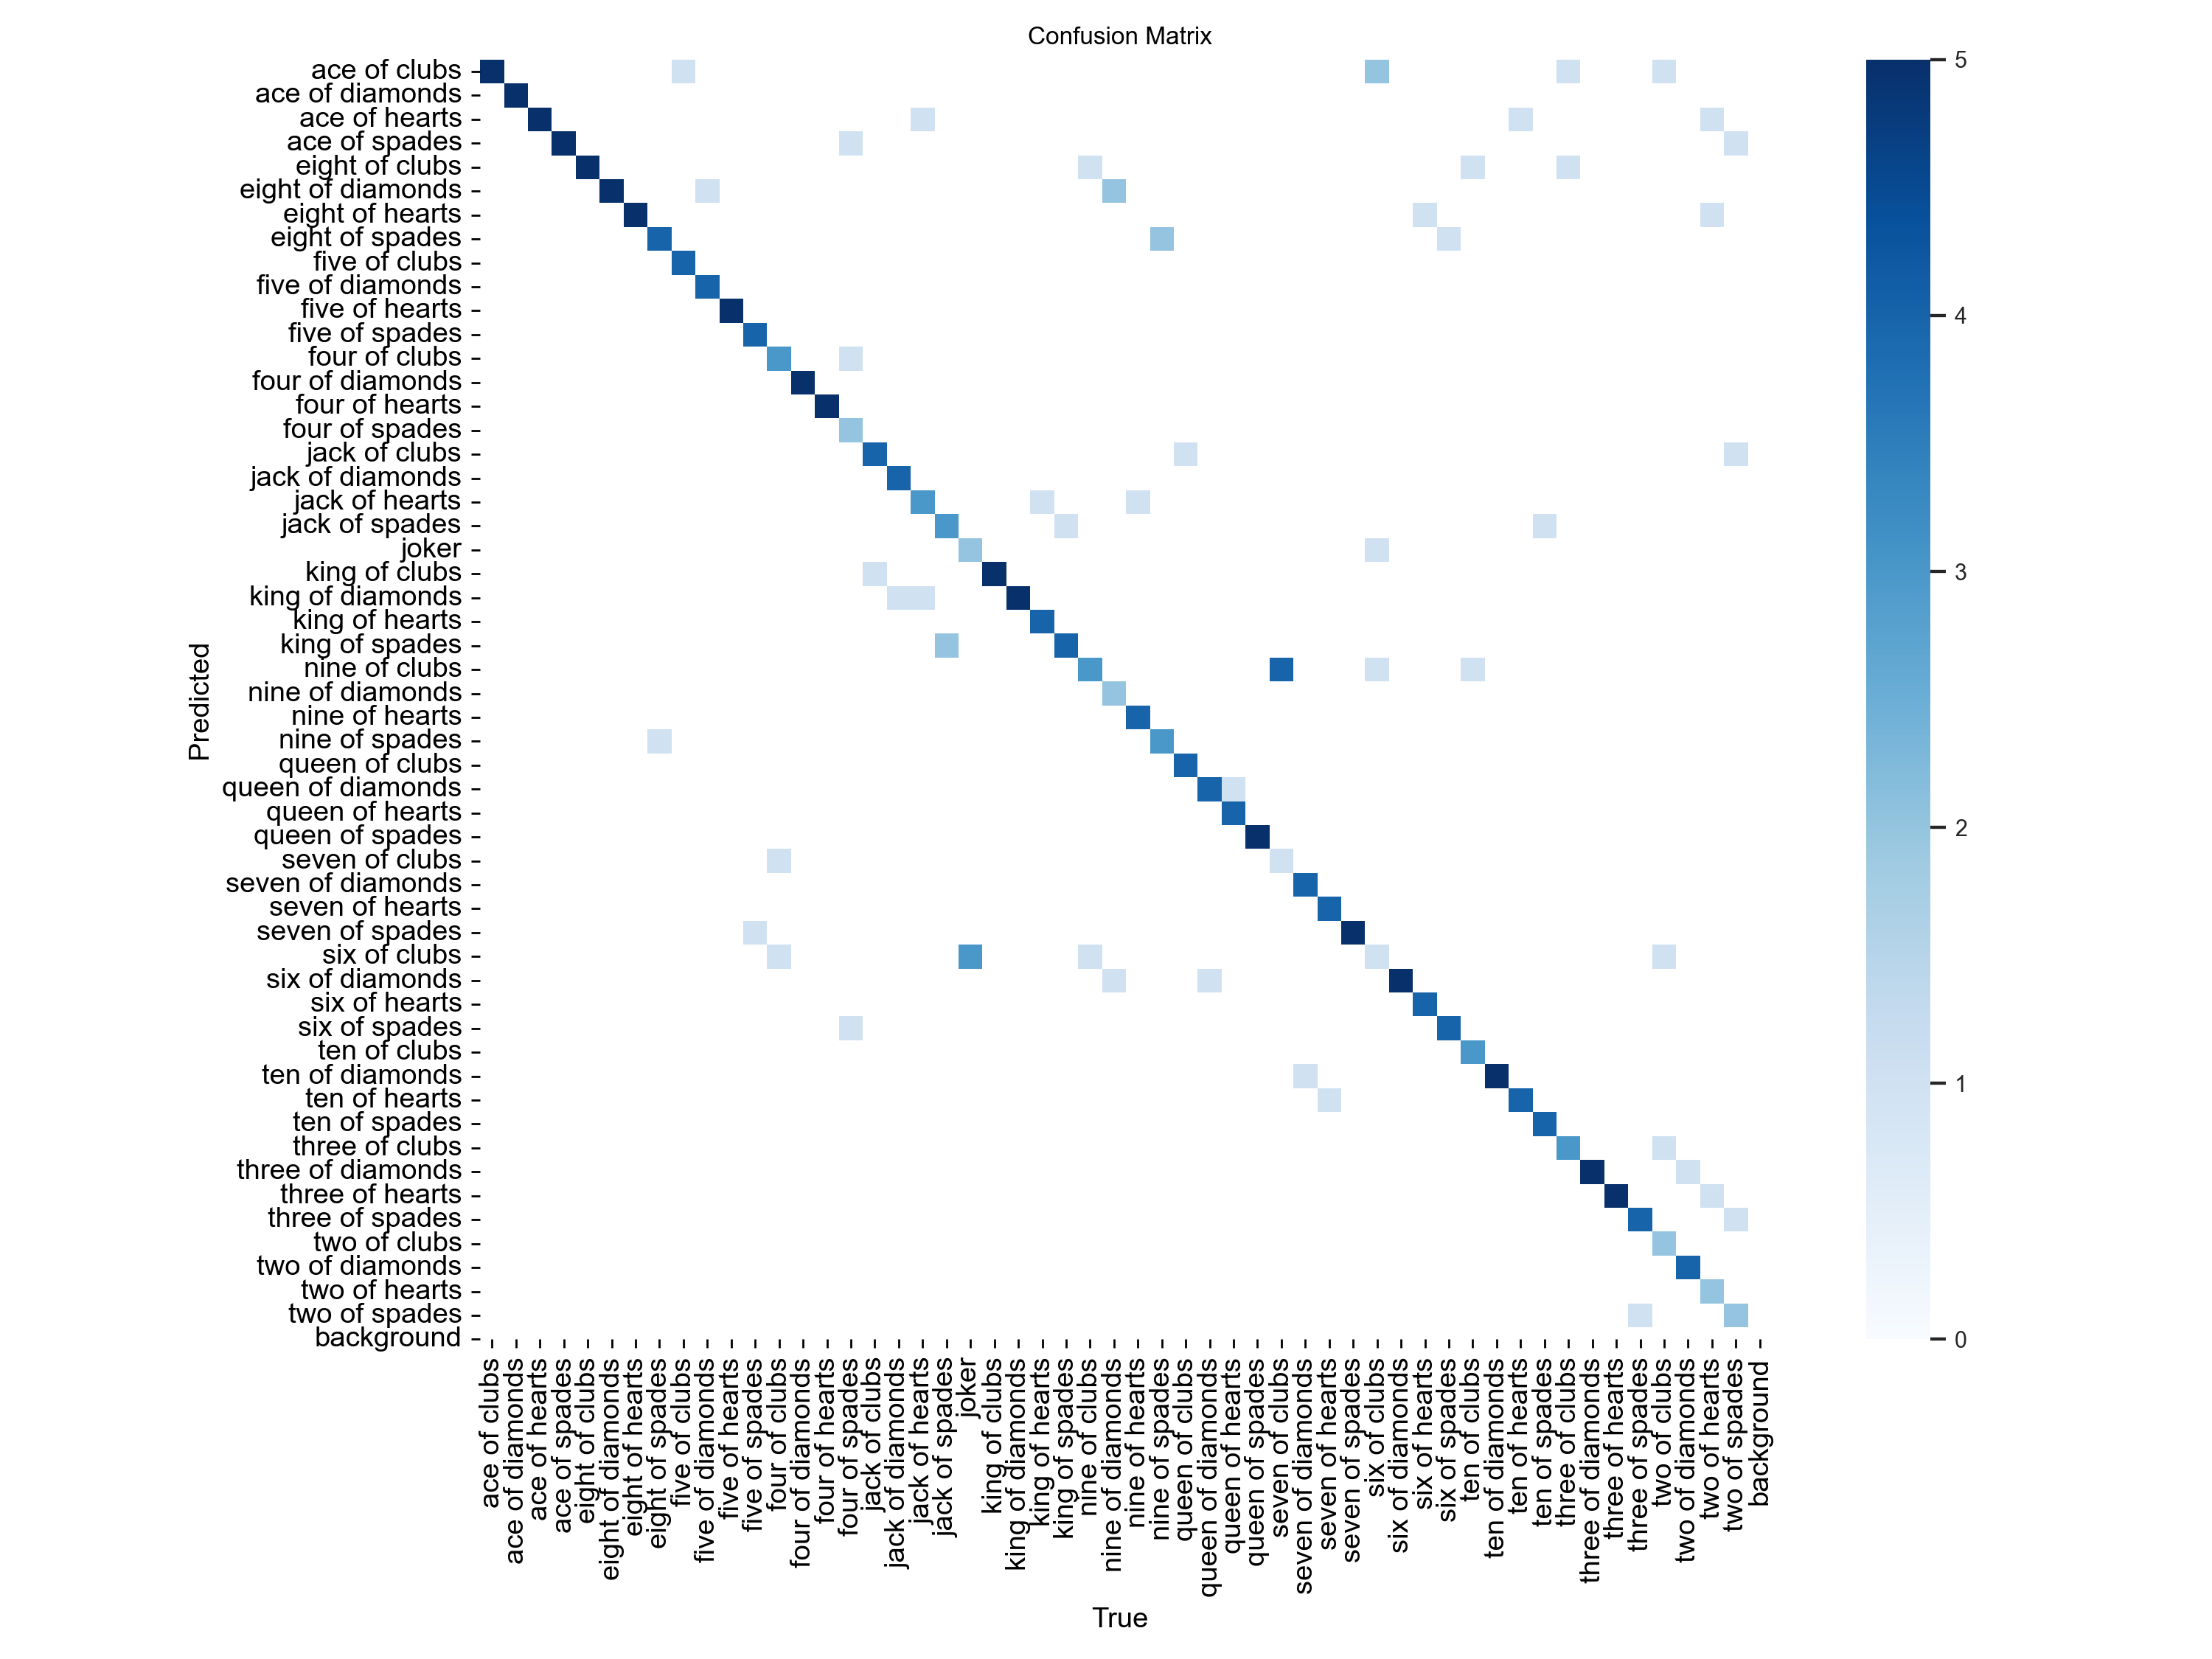 Confusion Matrix
ace of clubs
ace of diamonds
ace of hearts
ace of spades
eight of clubs
eight of diamonds
eight of hearts
eight of spades
five of clubs
five of diamonds
five of hearts
five of spades
four of clubs
four of diamonds
four of hearts
four of spades
jack of clubs
jack of diamonds
jack of hearts
jack of spades
joker
king of clubs
king of diamonds
king of hearts
king of spades
nine of clubs
nine of diamonds
nine of hearts
nine of spades
queen of clubs
queen of diamonds
queen of hearts
queen of spades
seven of clubs
seven of diamonds
seven of hearts
seven of spades
six of clubs
six of diamonds
six of hearts
six of spades
ten of clubs
ten of diamonds
ten of hearts
ten of spades
three of clubs
three of diamonds
three of hearts
three of spades
two of clubs
two of diamonds
two of hearts
two of spades
background
Predicted
ace of clubs
ace of diamonds
ace of hearts
ace of spades
eight of clubs
eight of diamonds
eight of hearts
eight of spades
five of clubs
five of diamonds
five of hearts
five of spades
four of clubs
four of diamonds
four of hearts
four of spades
jack of clubs
jack of diamonds
jack of hearts
jack of spades
joker
king of clubs
king of diamonds
king of hearts
king of spades
nine of clubs
nine of diamonds
nine of hearts
nine of spades
queen of clubs
queen of diamonds
queen of hearts
queen of spades
seven of clubs
seven of diamonds
seven of hearts
seven of spades
six of clubs
six of diamonds
six of hearts
six of spades
ten of clubs
ten of diamonds
ten of hearts
ten of spades
three of clubs
three of diamonds
three of hearts
three of spades
two of clubs
two of diamonds
two of hearts
two of spades
background
True
5
4
3
2
1
0